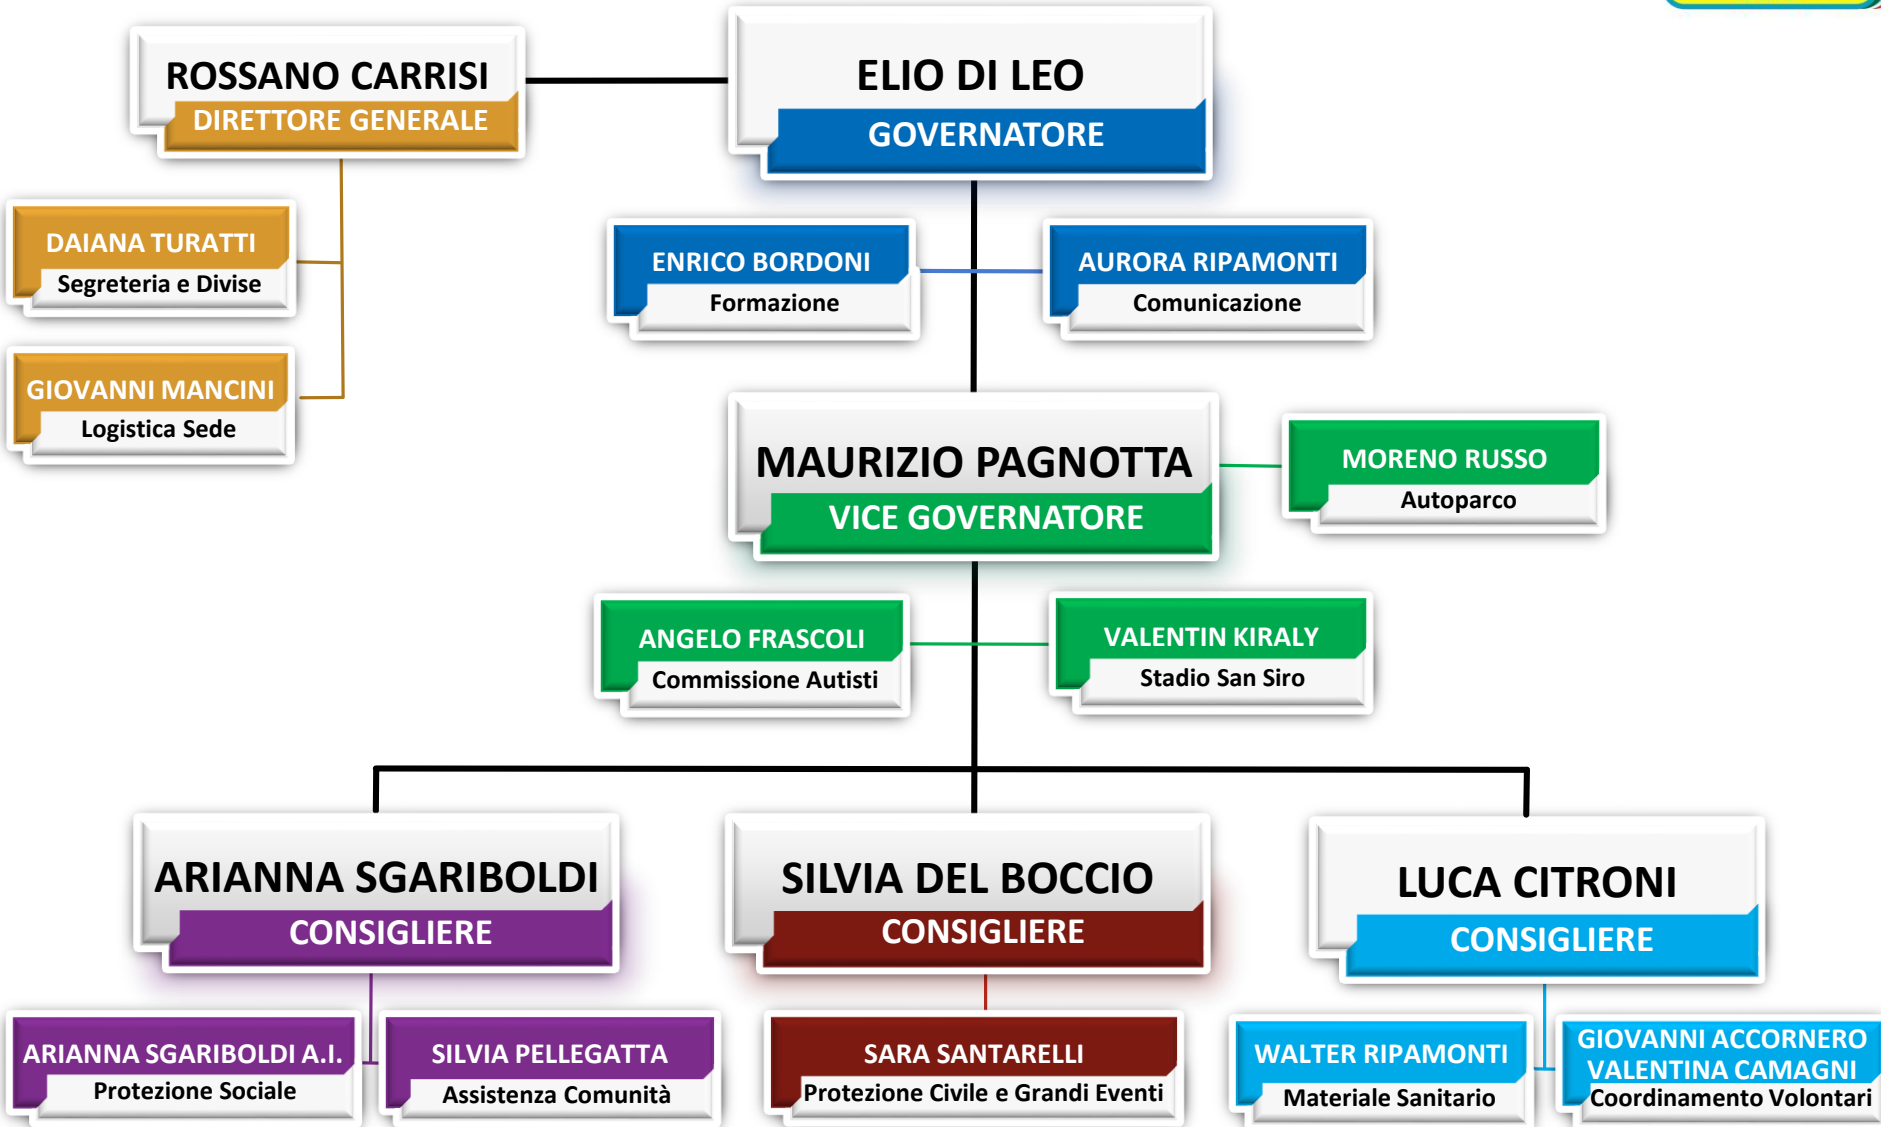 ROSSANO CARRISI
DIRETTORE GENERALE
ELIO DI LEO
GOVERNATORE
DAIANA TURATTI
Segreteria e Divise
GIOVANNI MANCINI
Logistica Sede
ENRICO BORDONI
Formazione
AURORA RIPAMONTI
Comunicazione
MAURIZIO PAGNOTTA
VICE GOVERNATORE
MORENO RUSSO
Autoparco
ANGELO FRASCOLI
Commissione Autisti
VALENTIN KIRALY
Stadio San Siro
ARIANNA SGARIBOLDI
CONSIGLIERE
SILVIA DEL BOCCIO
CONSIGLIERE
LUCA CITRONI
CONSIGLIERE
ARIANNA SGARIBOLDI A.I.
Protezione Sociale
SILVIA PELLEGATTA
Assistenza Comunità
SARA SANTARELLI
Protezione Civile e Grandi Eventi
WALTER RIPAMONTI
Materiale Sanitario
GIOVANNI ACCORNERO
VALENTINA CAMAGNI
Coordinamento Volontari